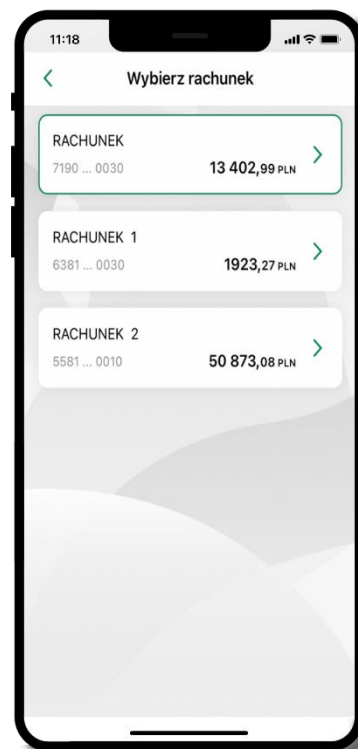 11:18
Wybierz rachunek
RACHUNEK
7190 ... 0030 13 402,99 PLN
RACHUNEK 1
6381 ... 0030 1923,27 PLN
RACHUNEK 2
5581 ... 0010 50 873,08 PLN